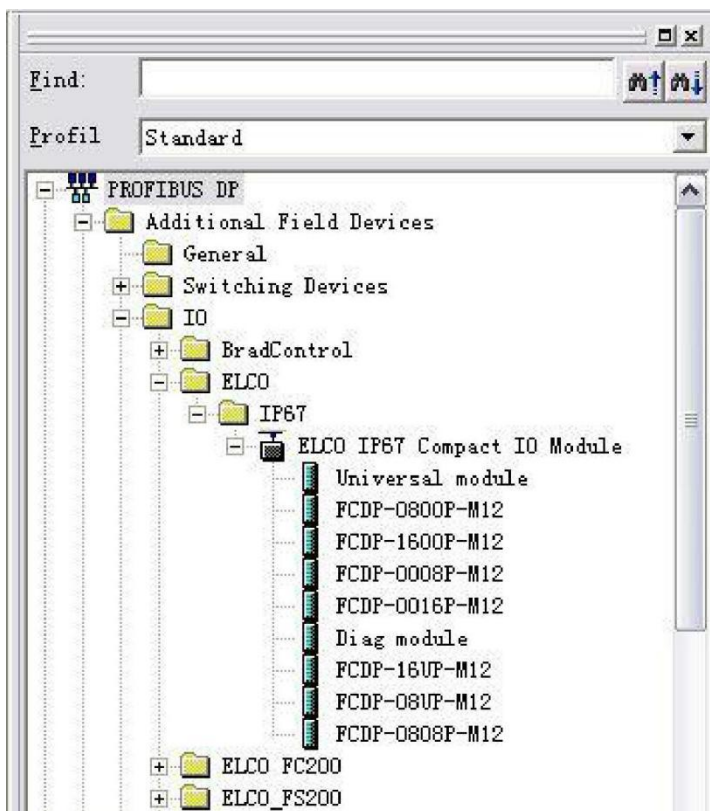 Find:
Profil
Standard
PROFIBUS DP
Additional Field Devices
General
Switching Devices
IO
BradControl
ELCO
IP67
ELCO IP67 Compact IO Module
Universal module
FCDP-0800P-M12
FCDP-1600P-M12
FCDP-0008P-M12
FCDP-0016P-M12
Diag module
FCDP-16UP-M12
FCDP-08UP-M12
FCDP-0808P-M12
ELCO FC200
ELCO_FS200